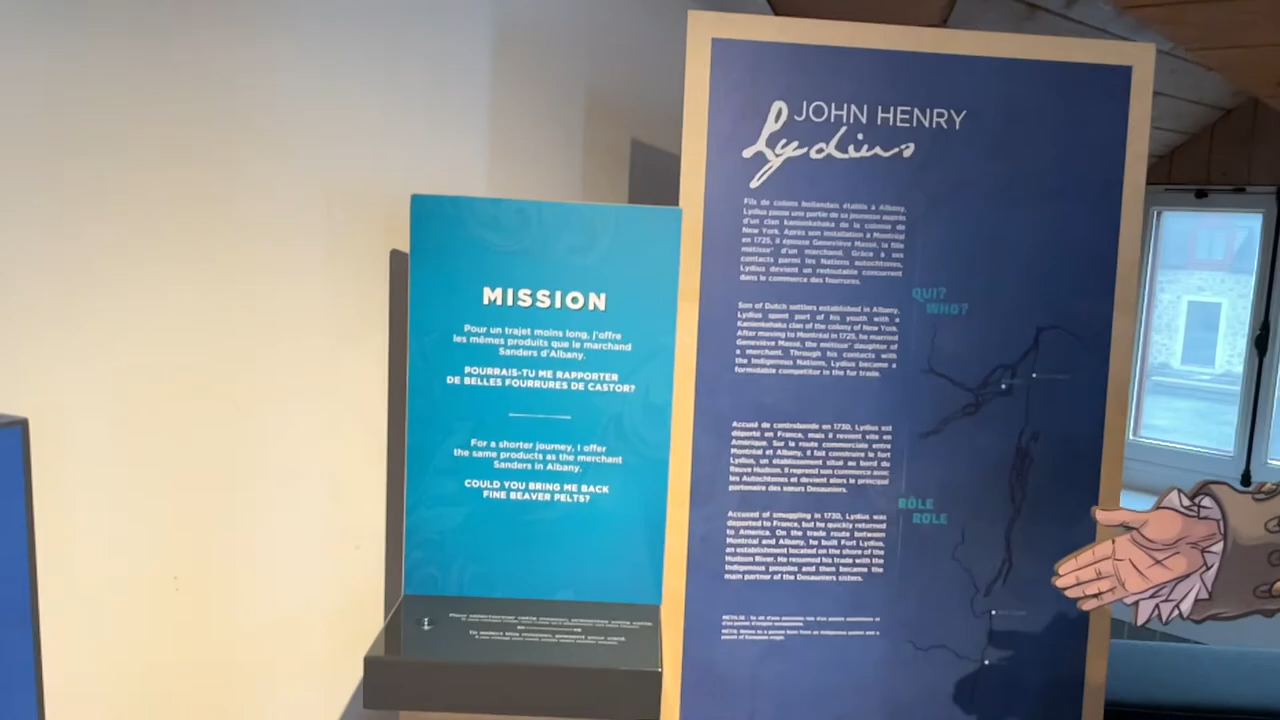 MISSION
Pour un trajet moins long, j'offre
les mêmes produits que le marchand
Sanders d'Albany.
POURRAIS-TU ME RAPPORTER
DE BELLES FOURRURES DE CASTOR?
For a shorter journey, I offer
the same products as the merchant
Sanders in Albany.
COULD YOU BRING ME BACK
FINE BEAVER PELTS?
JOHN HENRY
Lydius
Fils de colons hollandais établis à Albany,
Lydius passa une partie de sa jeunesse auprès
d'un clan kanienkehaka de la colonie de
New York. Après son installation à Montréal
en 1725, il épouse Geneviève Massé, la fille
métisse* d'un marchand. Grâce à ses
contacts parmi les Nations autochtones,
Lydius devient un redoutable concurrent
dans le commerce des fourrures.
QUI?
WHO?
Son of Dutch settlers established in Albany,
Lydius spent part of his youth with a
Kanienkehaka clan of the colony of New York.
After moving to Montréal in 1725, he married
Geneviève Massé, the métisse* daughter of
a merchant. Through his contacts with
the Indigenous Nations, Lydius became a
formidable competitor in the fur trade.
Accusé de contrebande en 1730, Lydius est
déporté en France, mais il revient vite en
Amérique. Sur la route commerciale entre
Montréal et Albany, il fait construire le fort
Lydius, un établissement situé au bord du
fleuve Hudson. Il reprend son commerce avec
les Autochtones et devient alors le principal
partenaire des sœurs Desauniers.
RÔLE
ROLE
Accused of smuggling in 1730, Lydius was
deported to France, but he quickly returned
to America. On the trade route between
Montréal and Albany, he built Fort Lydius,
an establishment located on the shore of the
Hudson River. He resumed his trade with the
Indigenous peoples and then became the
main partner of the Desauniers sisters.